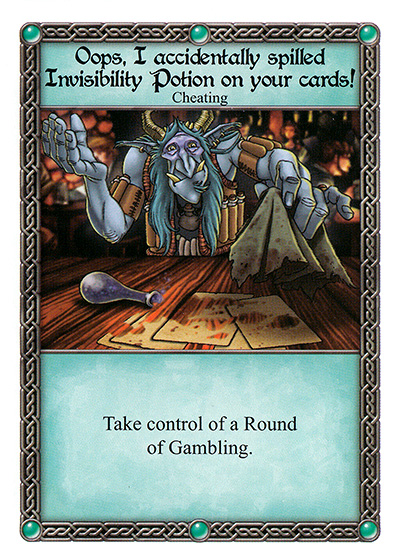 Oops, I accidentally spilled
Invisibility Potion on your cards!
Cheating
Take control of a Round
of Gambling.